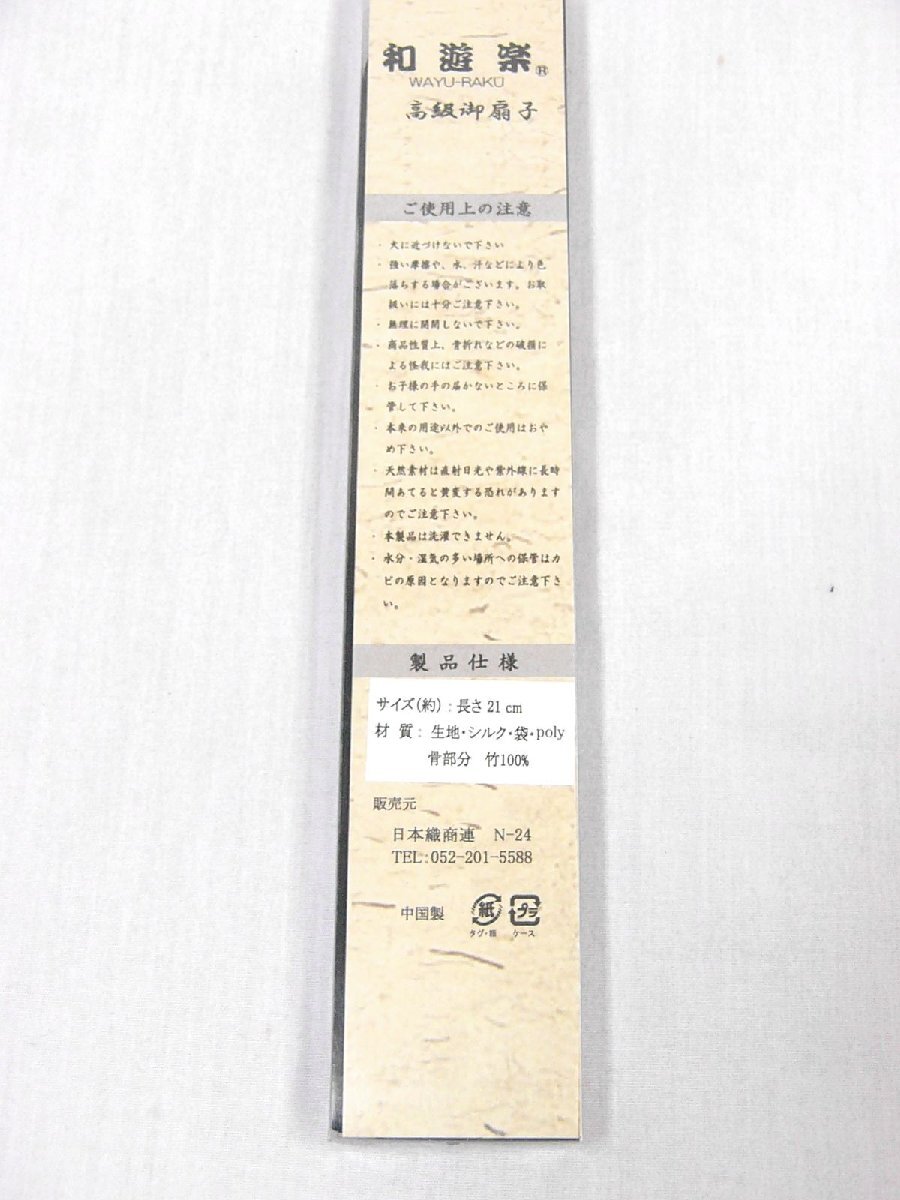 和遊楽®
WAYU-RAKU
高級御扇子
ご使用上の注意
・火に近づけないで下さい
・強い摩擦や、水、汗などにより色
落ちする場合がございます。お取
扱いには十分ご注意下さい。
・無理に開閉しないで下さい。
・商品性質上、骨折れなどの破損に
よる怪我にはご注意下さい。
・お子様の手の届かないところに保
管して下さい。
・本来の用途以外でのご使用はおや
め下さい。
・天然素材は直射日光や紫外線に長時
間あてると黄変する恐れがあります
のでご注意下さい。
・本製品は洗濯できません。
・水分・湿気の多い場所への保管はカ
ビの原因となりますのでご注意下さ
い。
製品仕様
サイズ(約):長さ21cm
材質:生地・シルク・袋・poly
骨部分 竹100%
販売元
日本織商連 N-24
TEL:052-201-5588
中国製 紙 プラ
タグ・箱 ケース